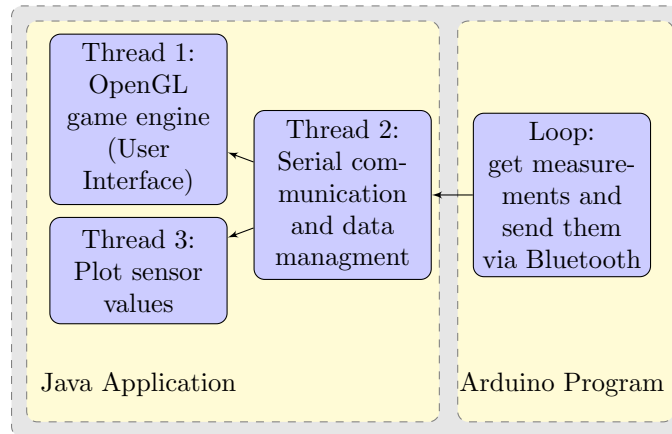 Thread 1:
OpenGL
game engine
(User
Interface)
Thread 2:
Serial com-
munication
and data
managment
Thread 3:
Plot sensor
values
Loop:
get measure-
ments and
send them
via Bluetooth
Java Application
Arduino Program